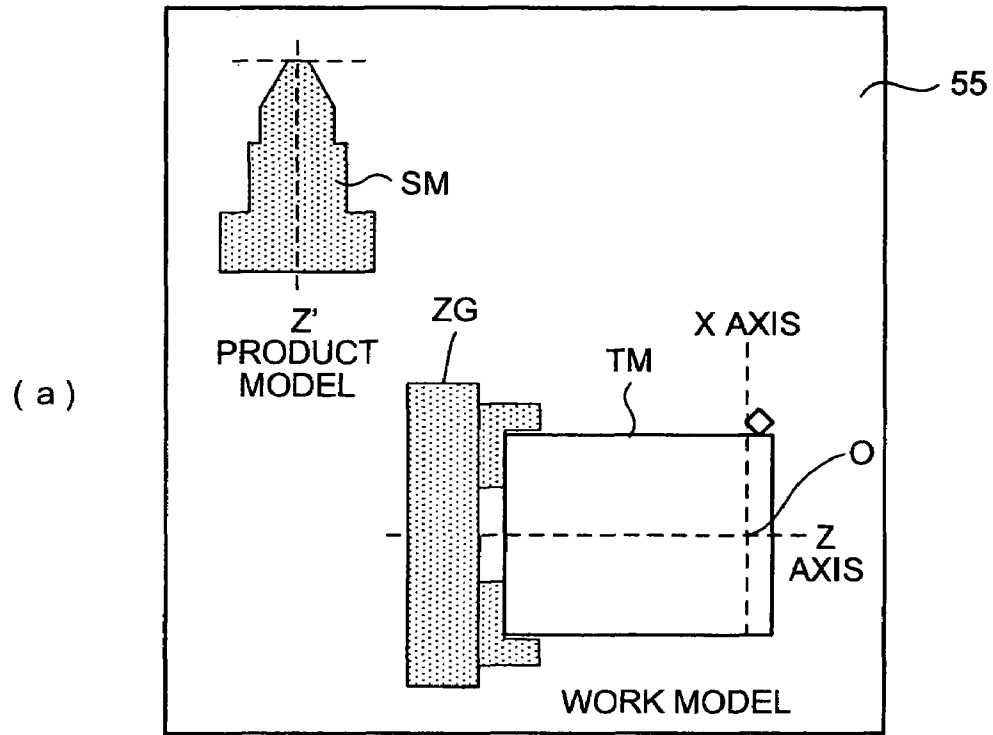 55
SM
Z'
PRODUCT
MODEL
ZG
X AXIS
TM
(a)
O
Z
AXIS
WORK MODEL